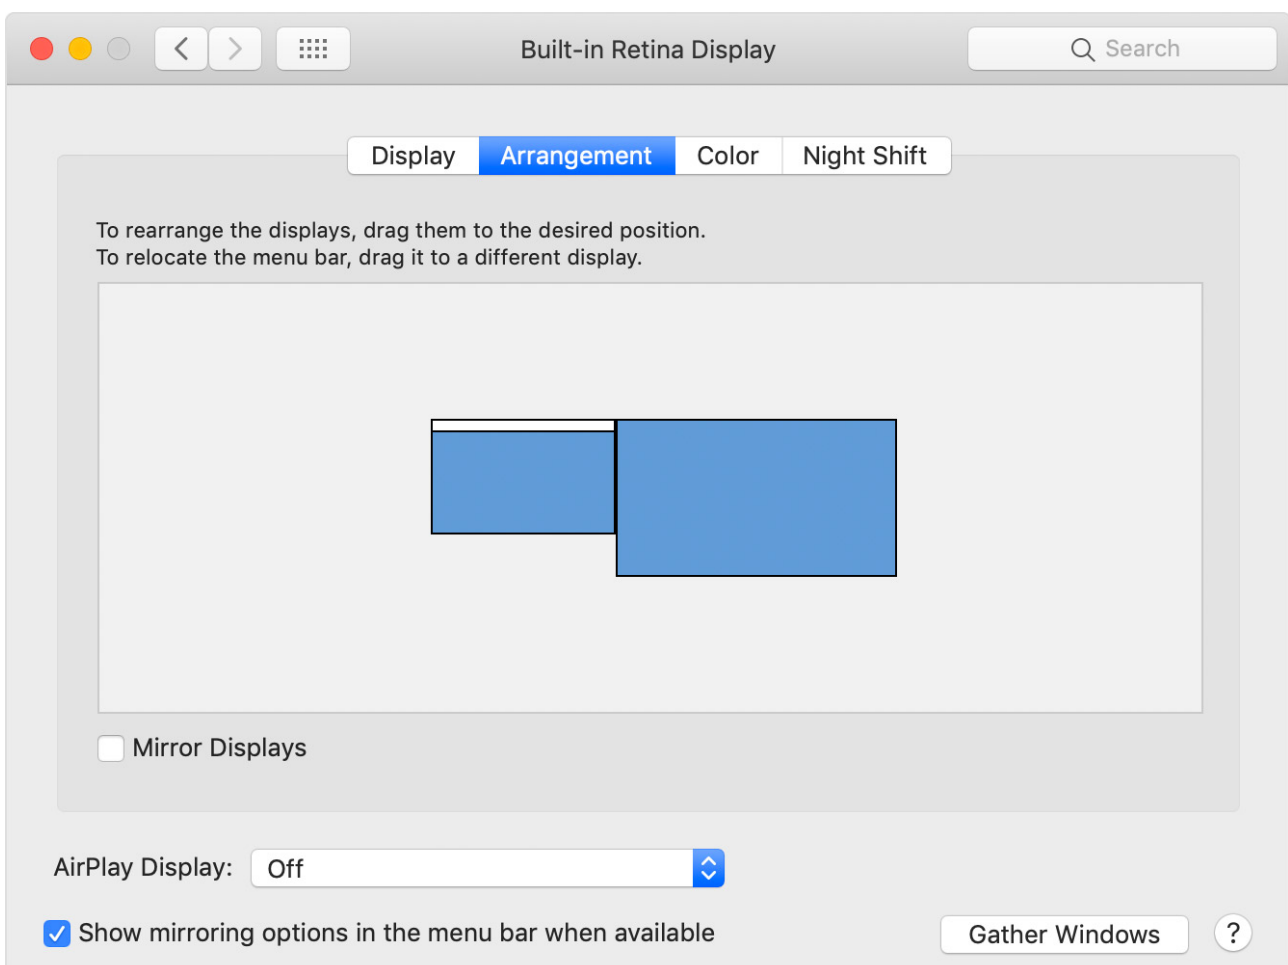 Built-in Retina Display
Search
Display
Arrangement
Color
Night Shift
To rearrange the displays, drag them to the desired position.
To relocate the menu bar, drag it to a different display.
Mirror Displays
AirPlay Display:
Off
Show mirroring options in the menu bar when available
Gather Windows
?